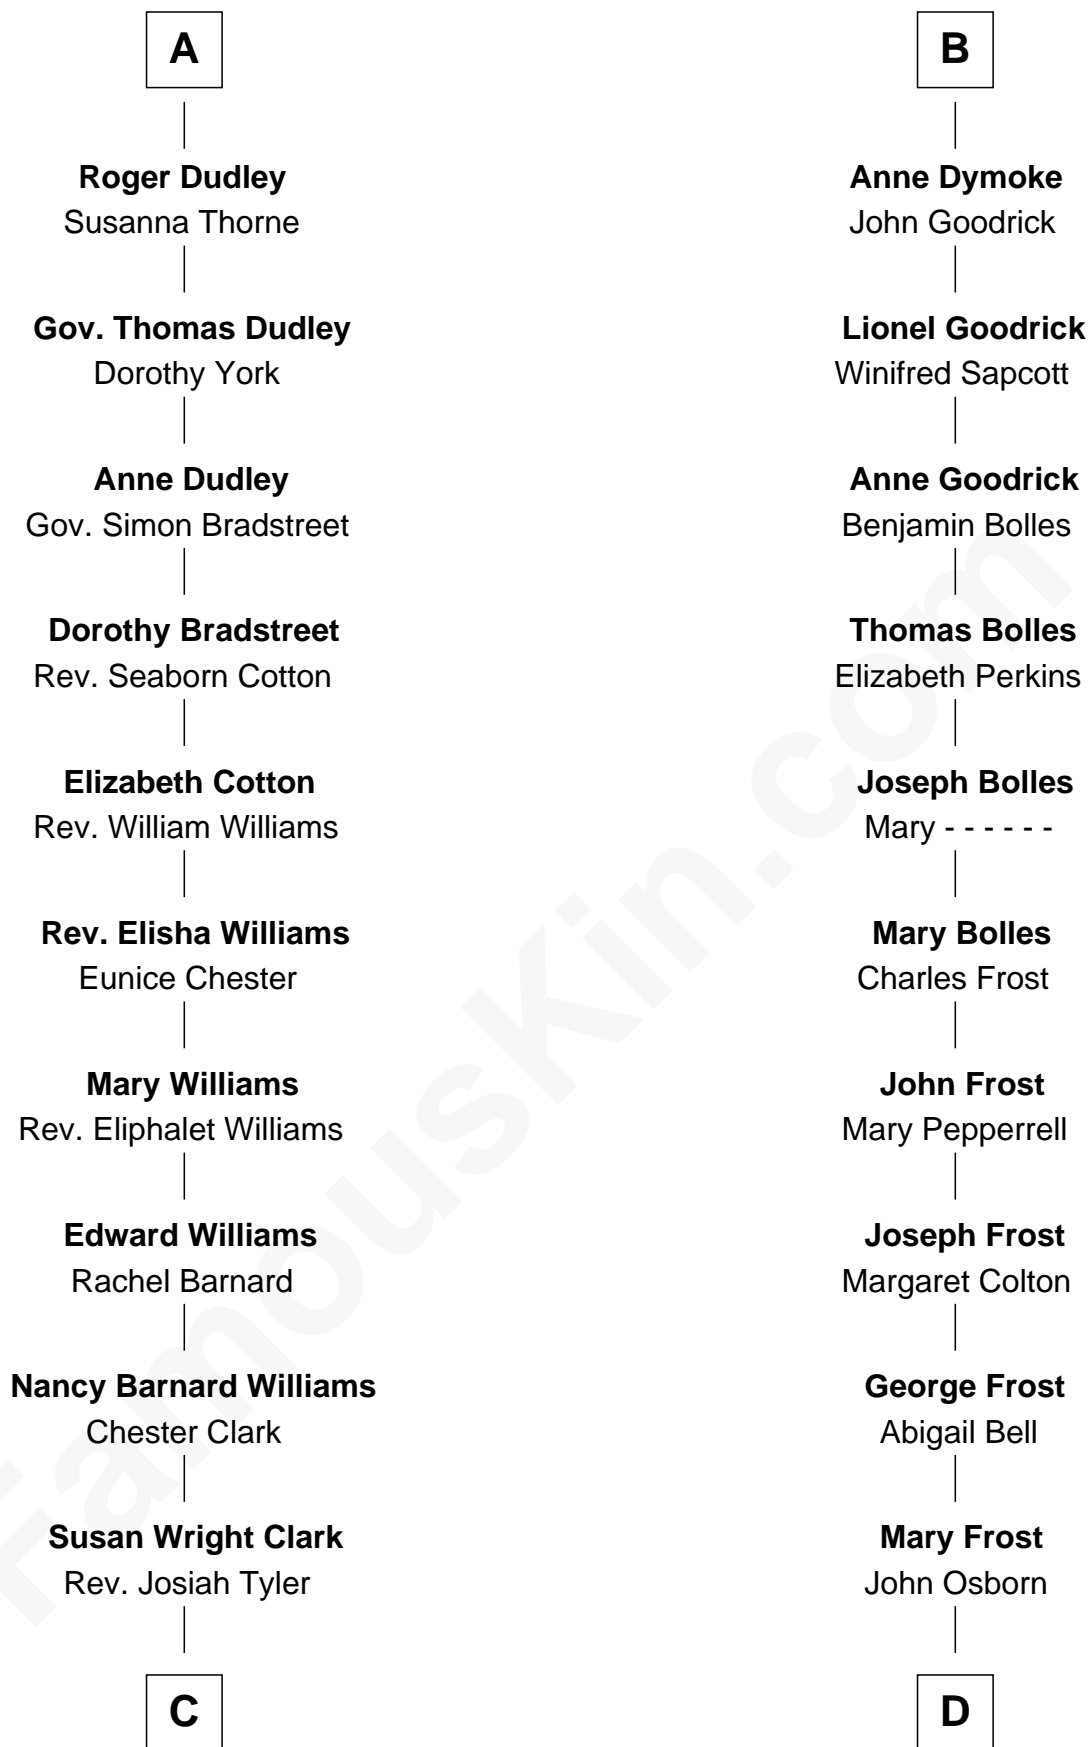 A
Roger Dudley
Susanna Thorne
Gov. Thomas Dudley
Dorothy York
Anne Dudley
Gov. Simon Bradstreet
Dorothy Bradstreet
Rev. Seaborn Cotton
Elizabeth Cotton
Rev. William Williams
Rev. Elisha Williams
Eunice Chester
Mary Williams
Rev. Eliphalet Williams
Edward Williams
Rachel Barnard
Nancy Barnard Williams
Chester Clark
Susan Wright Clark
Rev. Josiah Tyler
C
B
Anne Dymoke
John Goodrick
Lionel Goodrick
Winifred Sapcott
Anne Goodrick
Benjamin Bolles
Thomas Bolles
Elizabeth Perkins
Joseph Bolles
Mary - - - - - -
Mary Bolles
Charles Frost
John Frost
Mary Pepperrell
Joseph Frost
Margaret Colton
George Frost
Abigail Bell
Mary Frost
John Osborn
D
FamousKin.com